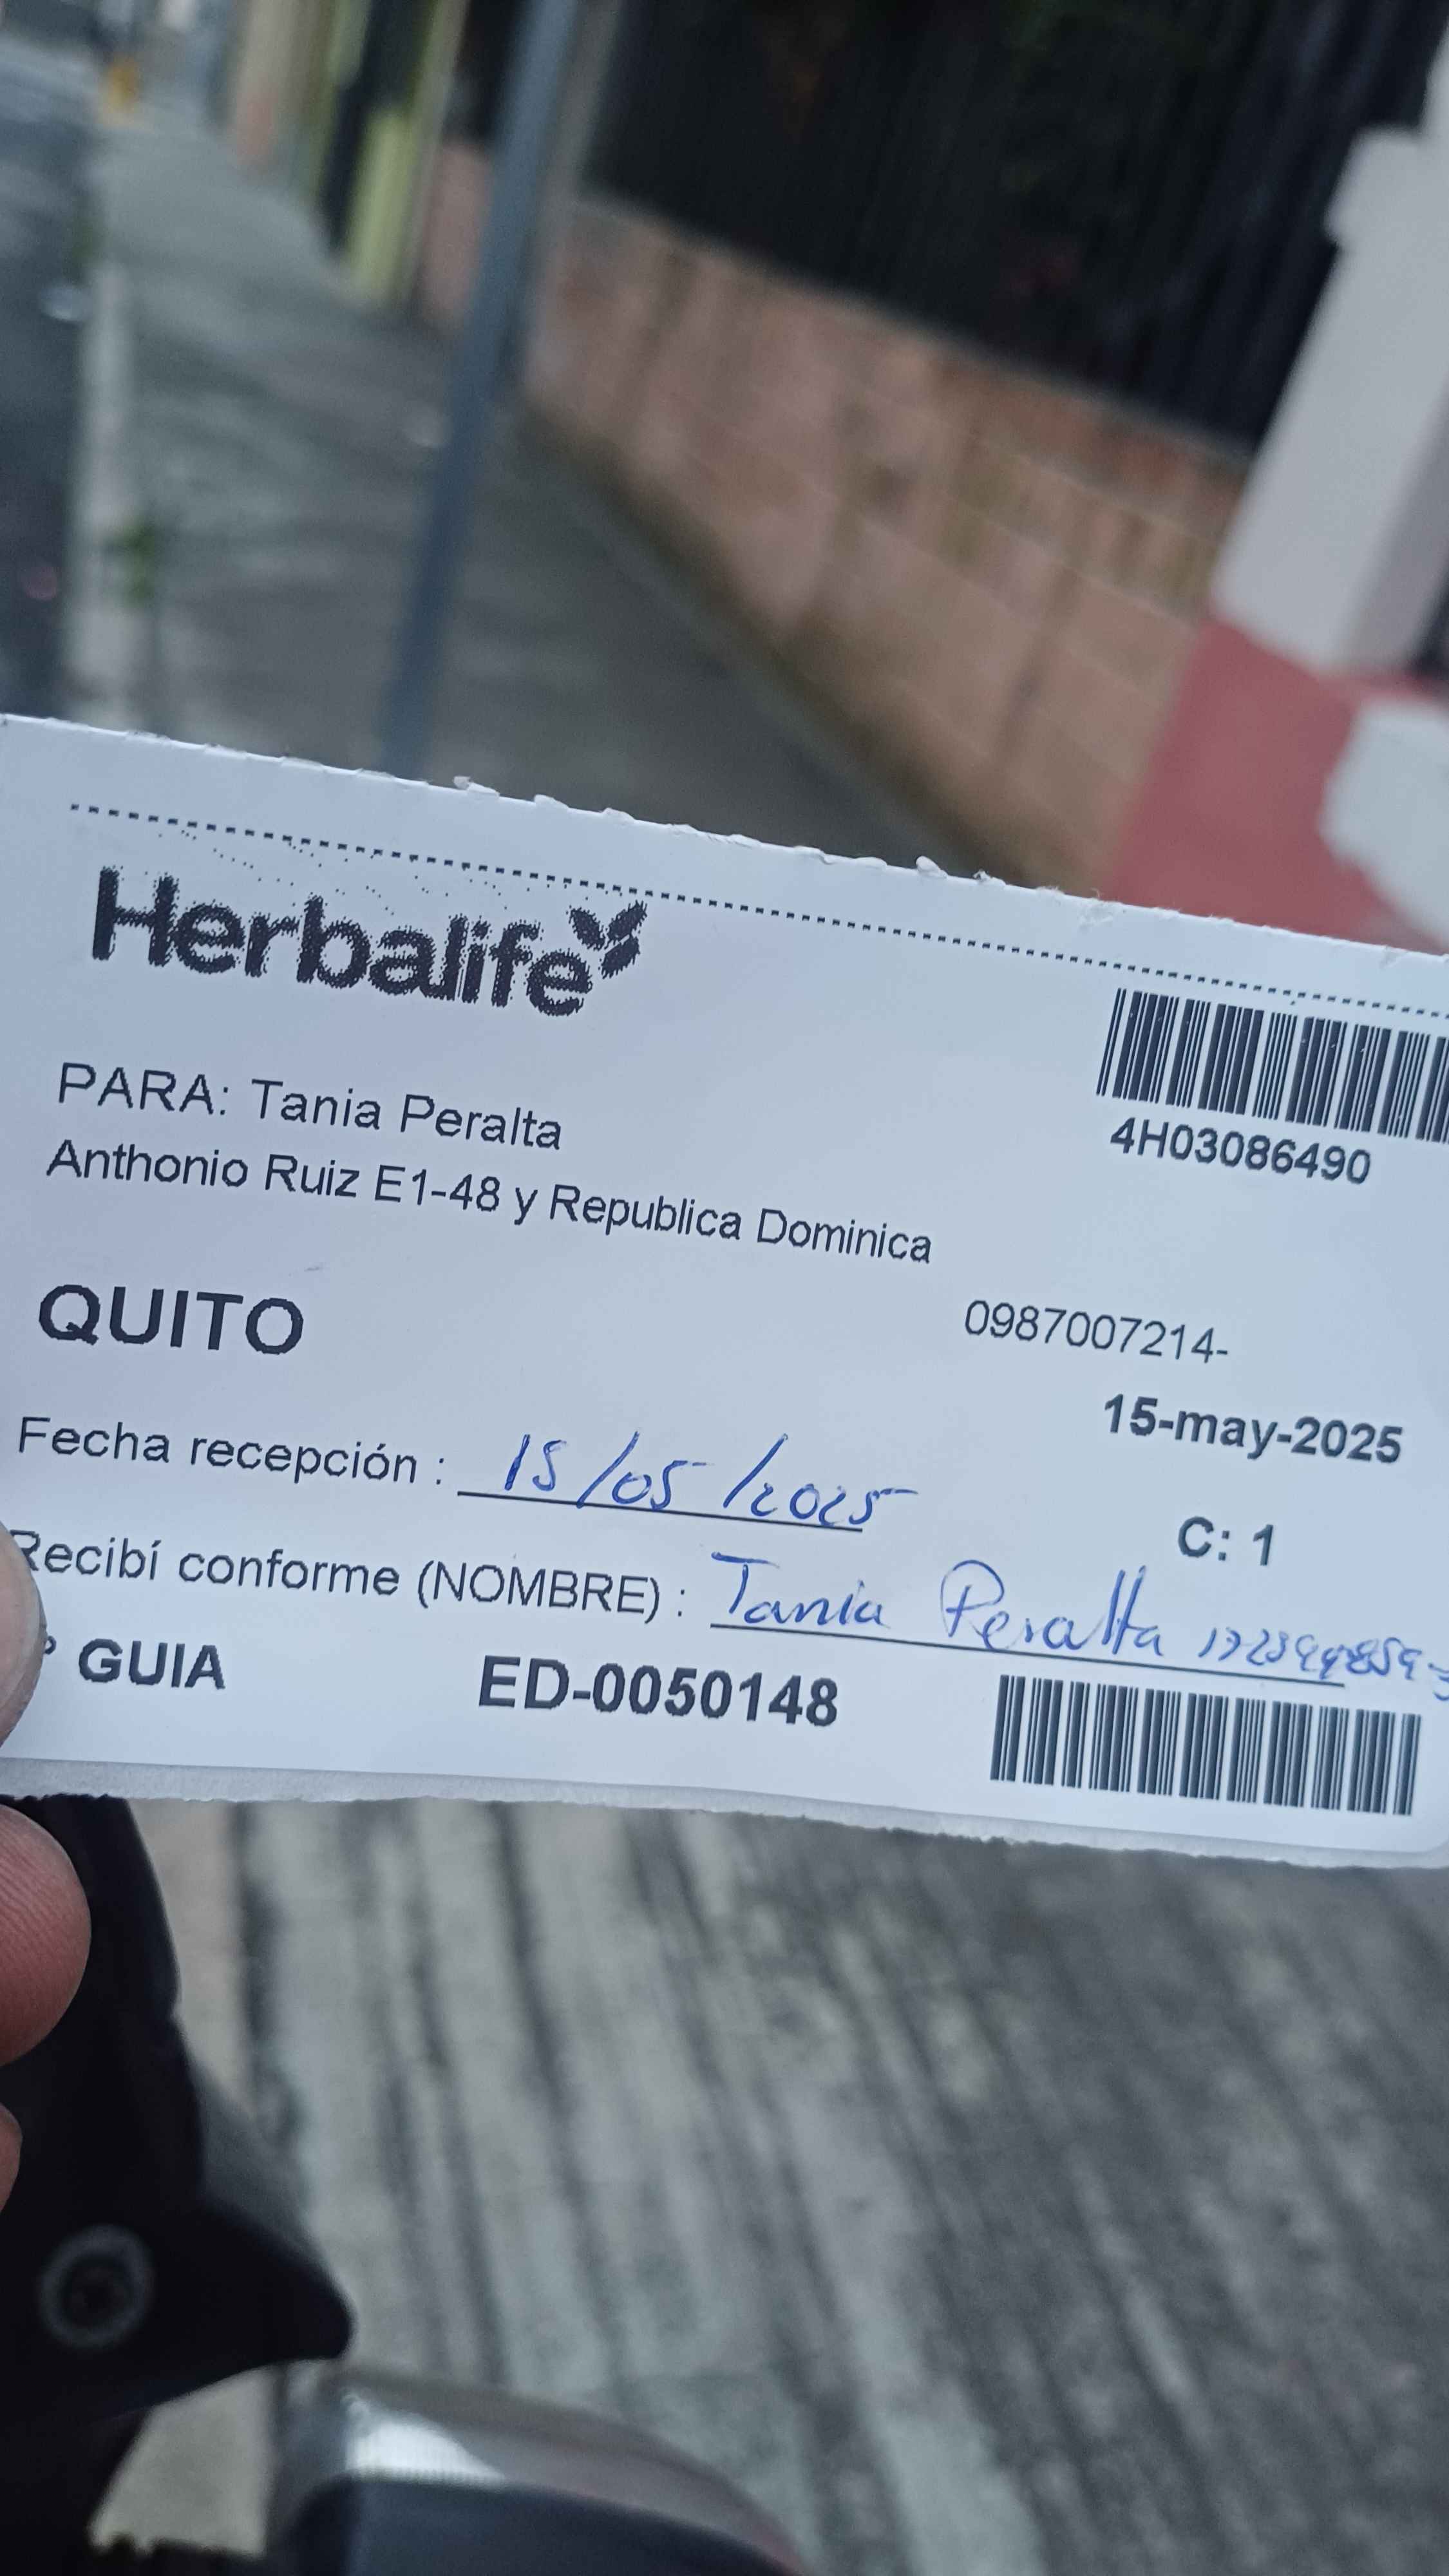 Herbalife
4H03086490
PARA: Tania Peralta
Anthonio Ruiz E1-48 y Republica Dominica
QUITO
0987007214-
15-may-2025
Fecha recepción : 15/05/2025
C: 1
Recibí conforme (NOMBRE) : Tania Peralta
GUIA ED-0050148